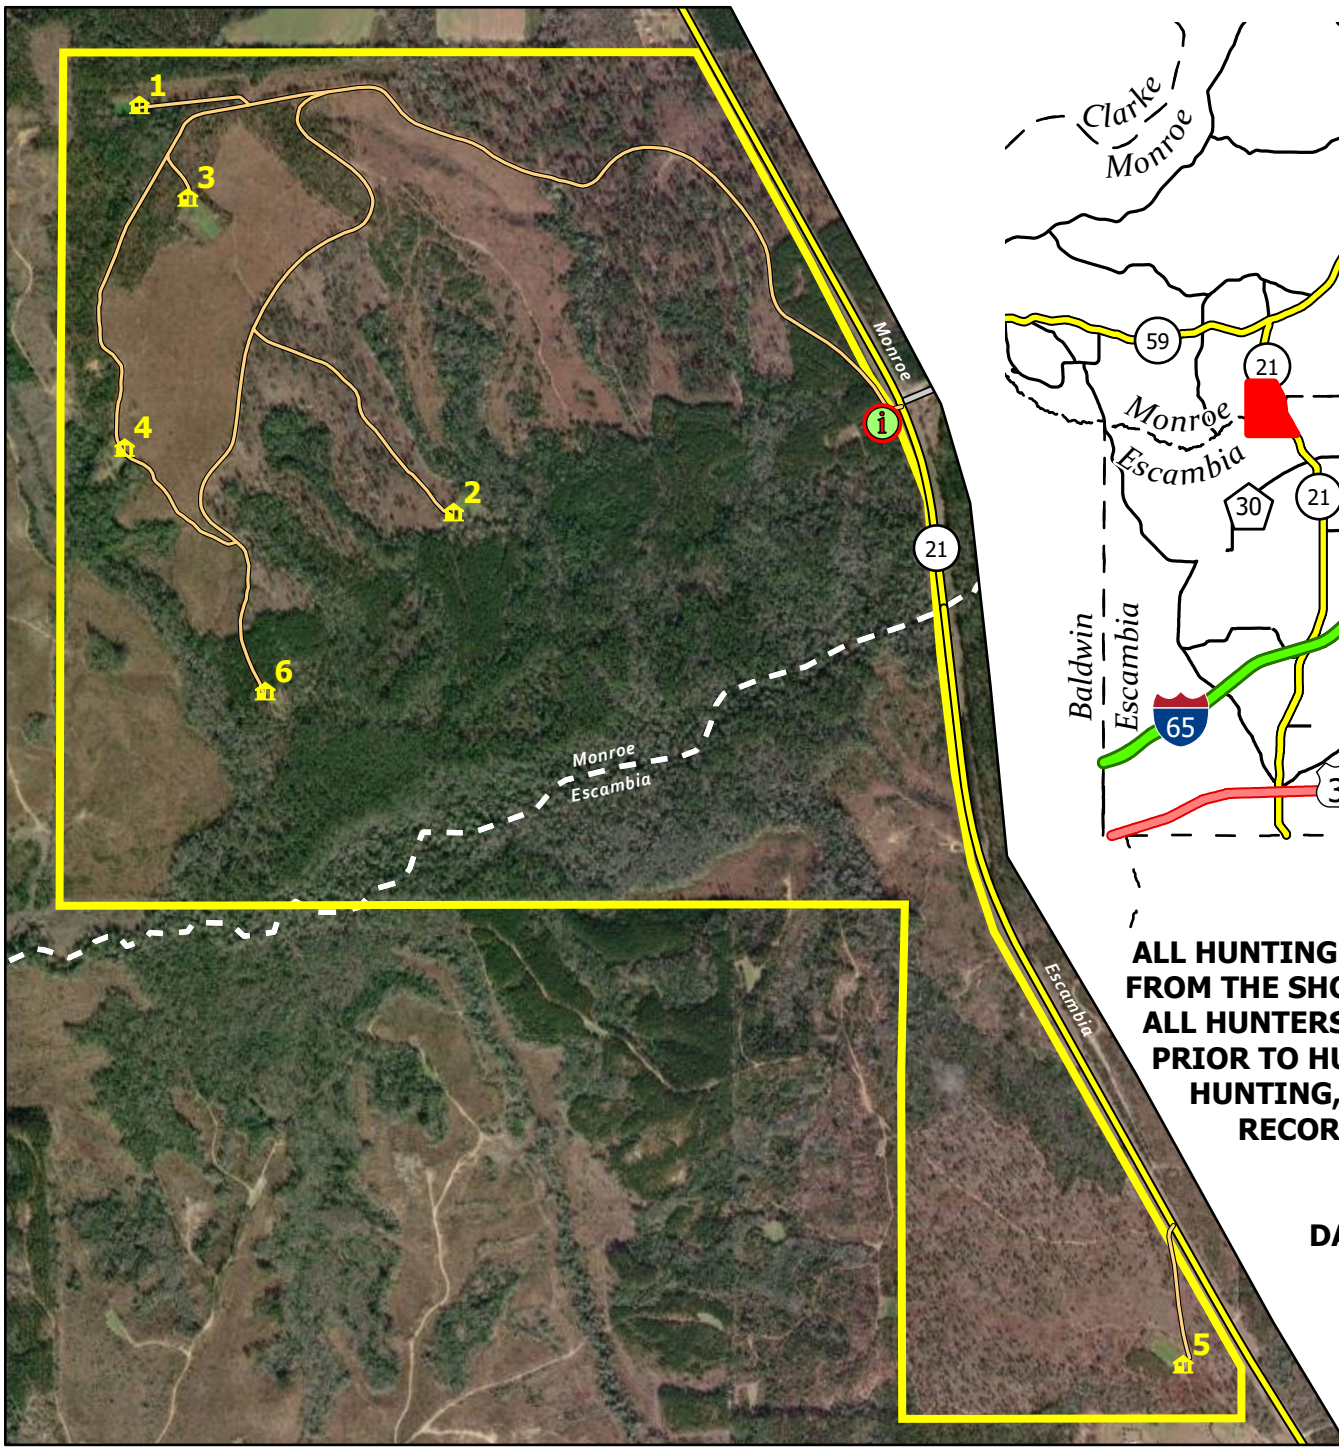 1
3
4
2
6
i
Monroe
21
Monroe
Escambia
Escambia
5
Clarke
Monroe
59
21
Monroe
Escambia
30
21
Baldwin
Escambia
65
3
ALL HUNTING
FROM THE SHO
ALL HUNTERS
PRIOR TO HU
HUNTING,
RECOR
DA